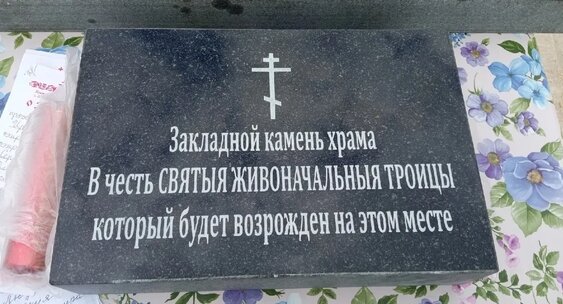 Закладной камень храма
В честь СВЯТЫЯ ЖИВОНАЧАЛЬНЫЯ ТРОИЦЫ
который будет возрожден на этом месте